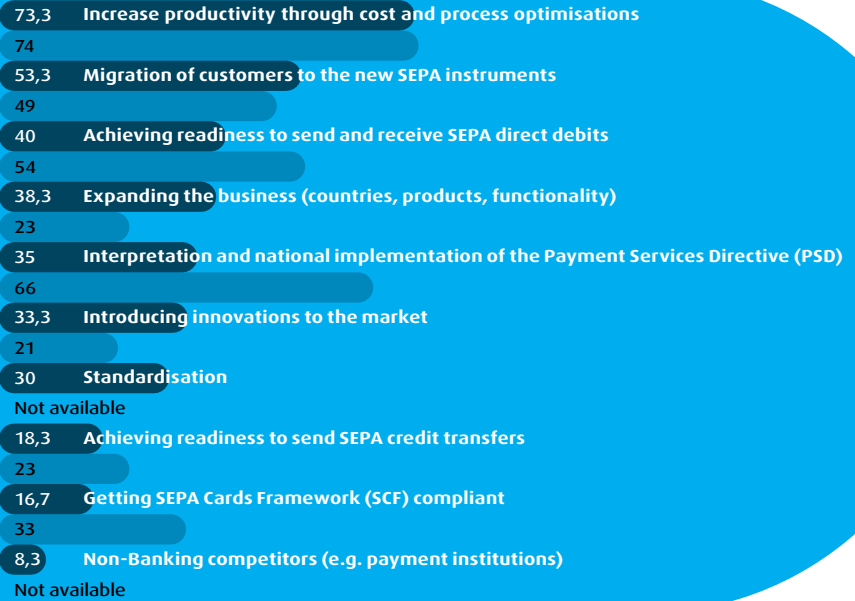 73,3 Increase productivity through cost and process optimisations
74
53,3 Migration of customers to the new SEPA instruments
49
40 Achieving readiness to send and receive SEPA direct debits
54
38,3 Expanding the business (countries, products, functionality)
23
35 Interpretation and national implementation of the Payment Services Directive (PSD)
66
33,3 Introducing innovations to the market
21
30 Standardisation
Not available
18,3 Achieving readiness to send SEPA credit transfers
23
16,7 Getting SEPA Cards Framework (SCF) compliant
33
8,3 Non-Banking competitors (e.g. payment institutions)
Not available